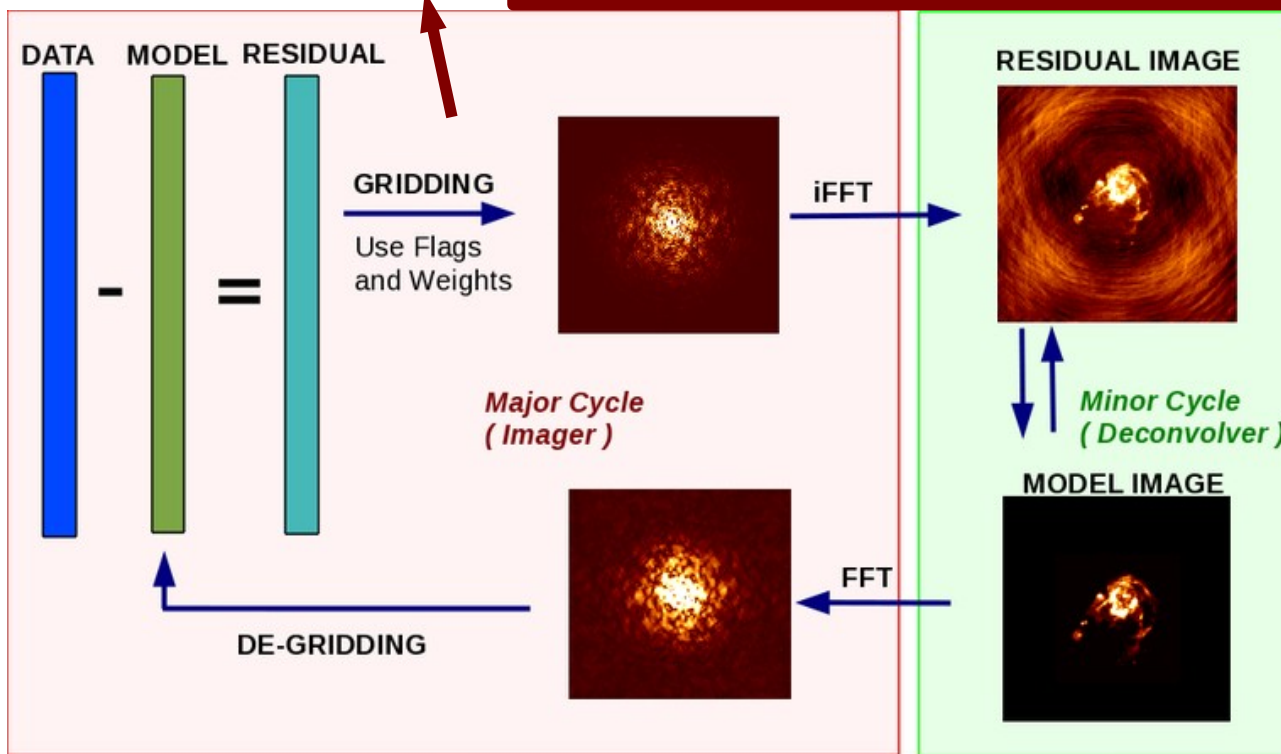 DATA MODEL RESIDUAL
-
=
GRIDDING
Use Flags
and Weights
iFFT
RESIDUAL IMAGE
Major Cycle
( Imager )
Minor Cycle
( Deconvolver )
MODEL IMAGE
FFT
DE-GRIDDING